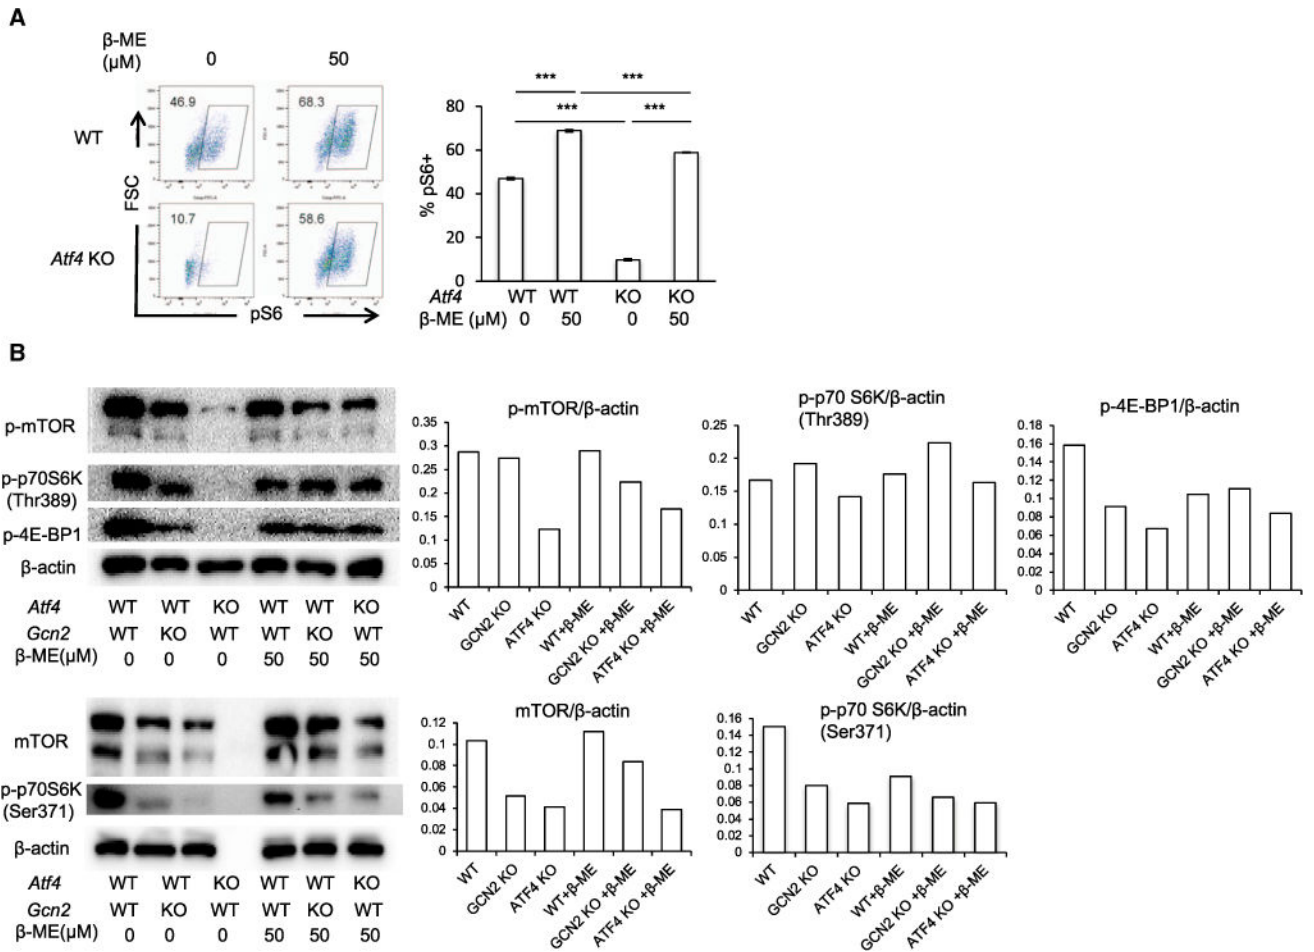 A
β-ME
(μM) 0 50
46.9 68.3
WT
FSC
10.7 58.6
Atf4 KO
pS6
*** ***
*** ***
% pS6+
80
60
40
20
0
Atf4 WT WT KO KO
β-ME (μM) 0 50 0 50
B
p-mTOR
p-p70S6K
(Thr389)
p-4E-BP1
β-actin
Atf4 WT WT KO WT WT KO
Gcn2 WT KO WT WT KO WT
β-ME(μM) 0 0 0 50 50 50
p-mTOR/β-actin
0.35
0.3
0.25
0.2
0.15
0.1
0.05
0
WT
GCN2 KO
ATF4 KO
WT+β-ME
GCN2 KO +β-ME
ATF4 KO +β-ME
p-p70 S6K/β-actin
(Thr389)
0.25
0.2
0.15
0.1
0.05
0
WT
GCN2 KO
ATF4 KO
WT+β-ME
GCN2 KO +β-ME
ATF4 KO +β-ME
p-4E-BP1/β-actin
0.18
0.16
0.14
0.12
0.1
0.08
0.06
0.04
0.02
0
WT
GCN2 KO
ATF4 KO
WT+β-ME
GCN2 KO +β-ME
ATF4 KO +β-ME
mTOR
p-p70S6K
(Ser371)
β-actin
Atf4 WT WT KO WT WT KO
Gcn2 WT KO WT WT KO WT
β-ME(μM) 0 0 0 50 50 50
mTOR/β-actin
0.12
0.1
0.08
0.06
0.04
0.02
0
WT
GCN2 KO
ATF4 KO
WT+β-ME
GCN2 KO +β-ME
ATF4 KO +β-ME
p-p70 S6K/β-actin
(Ser371)
0.16
0.14
0.12
0.1
0.08
0.06
0.04
0.02
0
WT
GCN2 KO
ATF4 KO
WT+β-ME
GCN2 KO +β-ME
ATF4 KO +β-ME